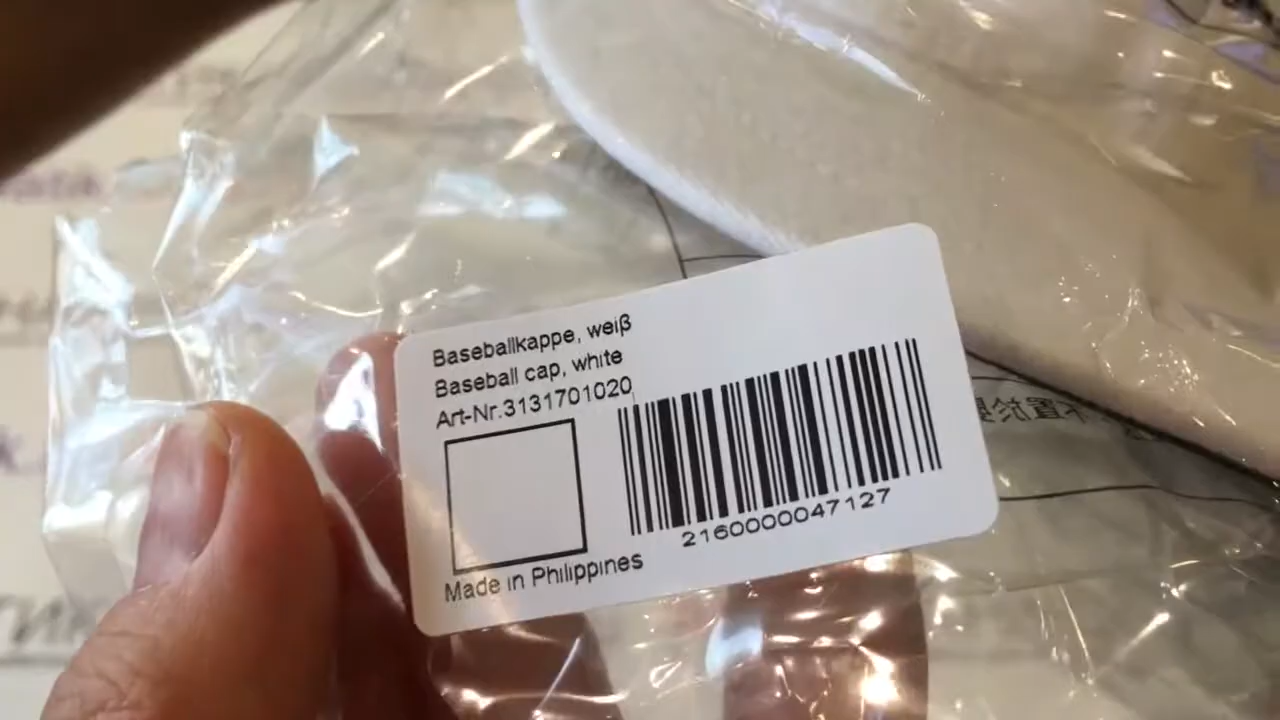 Baseballkappe, weiß
Baseball cap, white
Art-Nr.3131701020
2160000047127
Made in Philippines